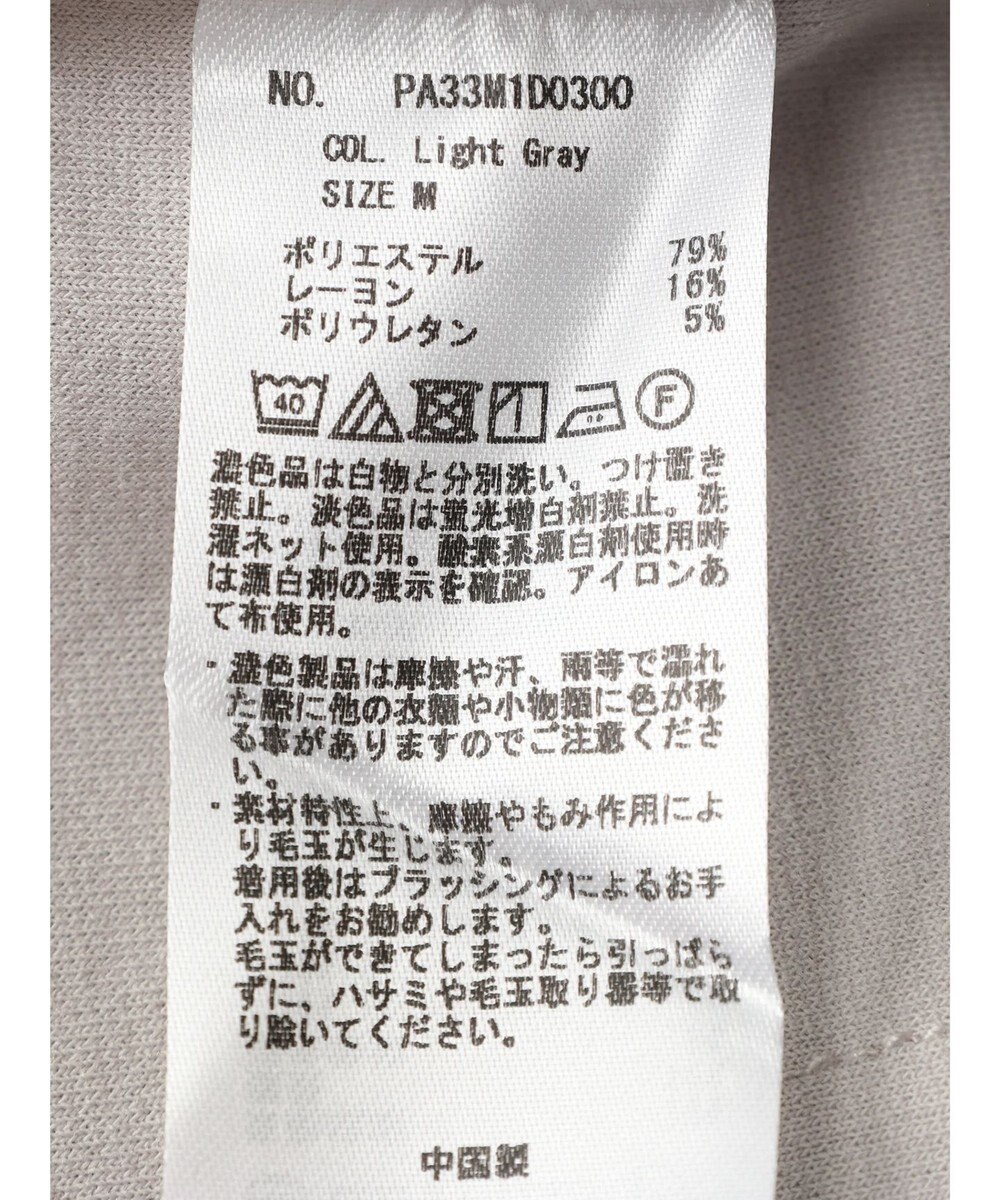 NO. PA33M1D0300
COL. Light Gray
SIZE M
ポリエステル 79%
レーヨン 16%
ポリウレタン 5%
40 F
濃色品は白物と分別洗い。つけ置き
禁止。淡色品は蛍光増白剤禁止。洗
濯ネット使用。酸素系漂白剤使用時
は漂白剤の表示を確認。アイロンあ
て布使用。
・濃色製品は摩擦や汗、雨等で濡れ
た際に他の衣類や小物類に色が移
る事がありますのでご注意くださ
い。
・素材特性上、摩擦やもみ作用によ
り毛玉が生じます。
着用後はブラッシングによるお手
入れをお勧めします。
毛玉ができてしまったら引っぱら
ずに、ハサミや毛玉取り器等で取
り除いてください。
中国製